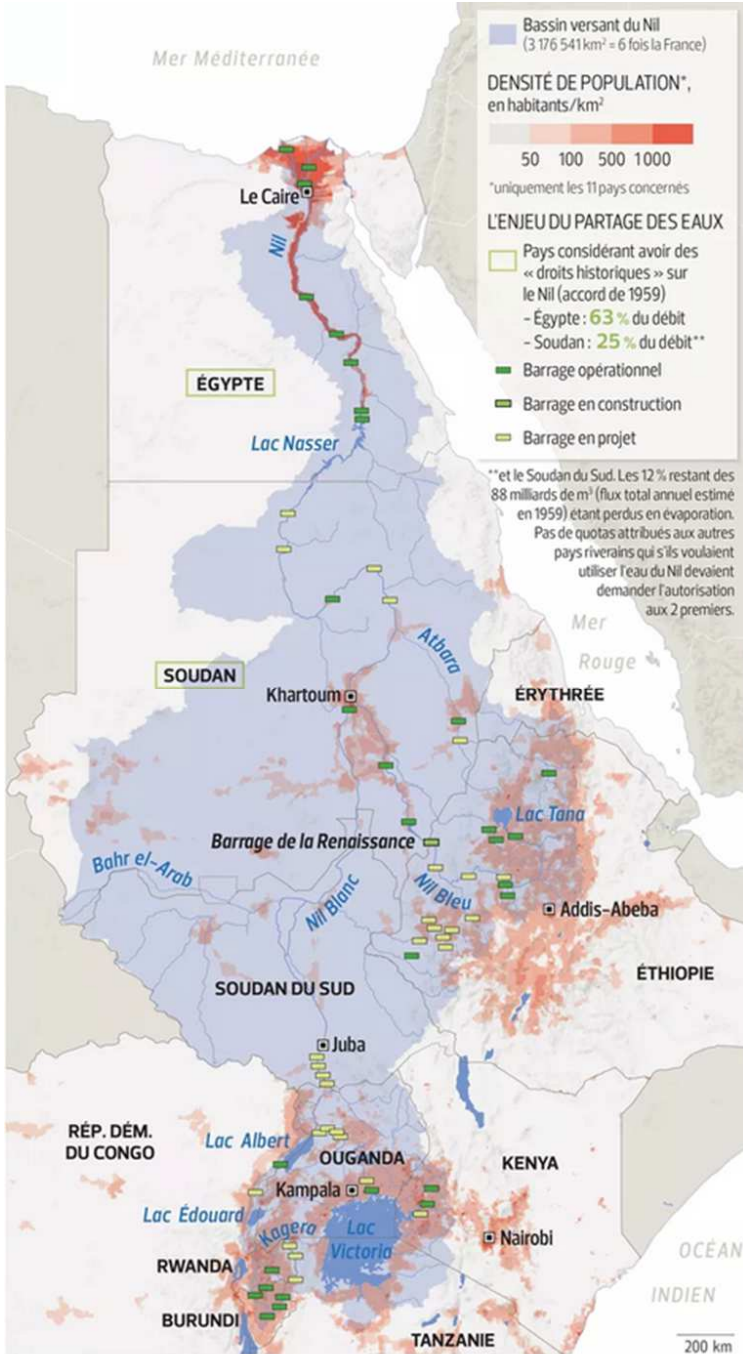 Mer Méditerranée
Bassin versant du Nil
(3 176 541 km² = 6 fois la France)
DENSITÉ DE POPULATION*,
en habitants/km²
50 100 500 1000
*uniquement les 11 pays concernés
L'ENJEU DU PARTAGE DES EAUX
Pays considérant avoir des
« droits historiques » sur
le Nil (accord de 1959)
- Égypte : 63 % du débit
- Soudan : 25 % du débit**
Barrage opérationnel
Barrage en construction
Barrage en projet
**et le Soudan du Sud. Les 12 % restant des
88 milliards de m³ (flux total annuel estimé
en 1959) étant perdus en évaporation.
Pas de quotas attribués aux autres
pays riverains qui s'ils voulaient
utiliser l'eau du Nil devaient
demander l'autorisation
aux 2 premiers.
Le Caire
Nil
ÉGYPTE
Lac Nasser
Mer
Rouge
Atbara
SOUDAN
Khartoum
ÉRYTHRÉE
Lac Tana
Barrage de la Renaissance
Bahr el-Arab
Nil Blanc
Nil Bleu
Addis-Abeba
SOUDAN DU SUD
ÉTHIOPIE
Juba
RÉP. DÉM.
DU CONGO
Lac Albert
OUGANDA
KENYA
Kampala
Lac Édouard
Kagera
Lac
Victoria
Nairobi
OCÉAN
INDIEN
RWANDA
BURUNDI
TANZANIE
200 km